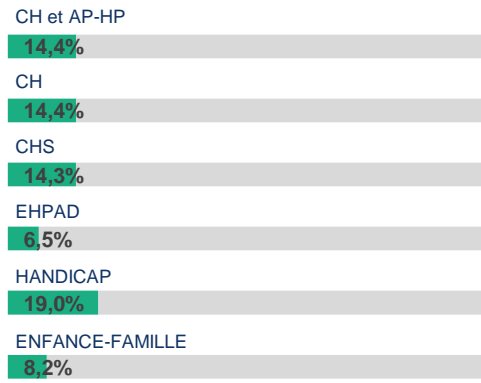 CH et AP-HP
14,4%
CH
14,4%
CHS
14,3%
EHPAD
6,5%
HANDICAP
19,0%
ENFANCE-FAMILLE
8,2%